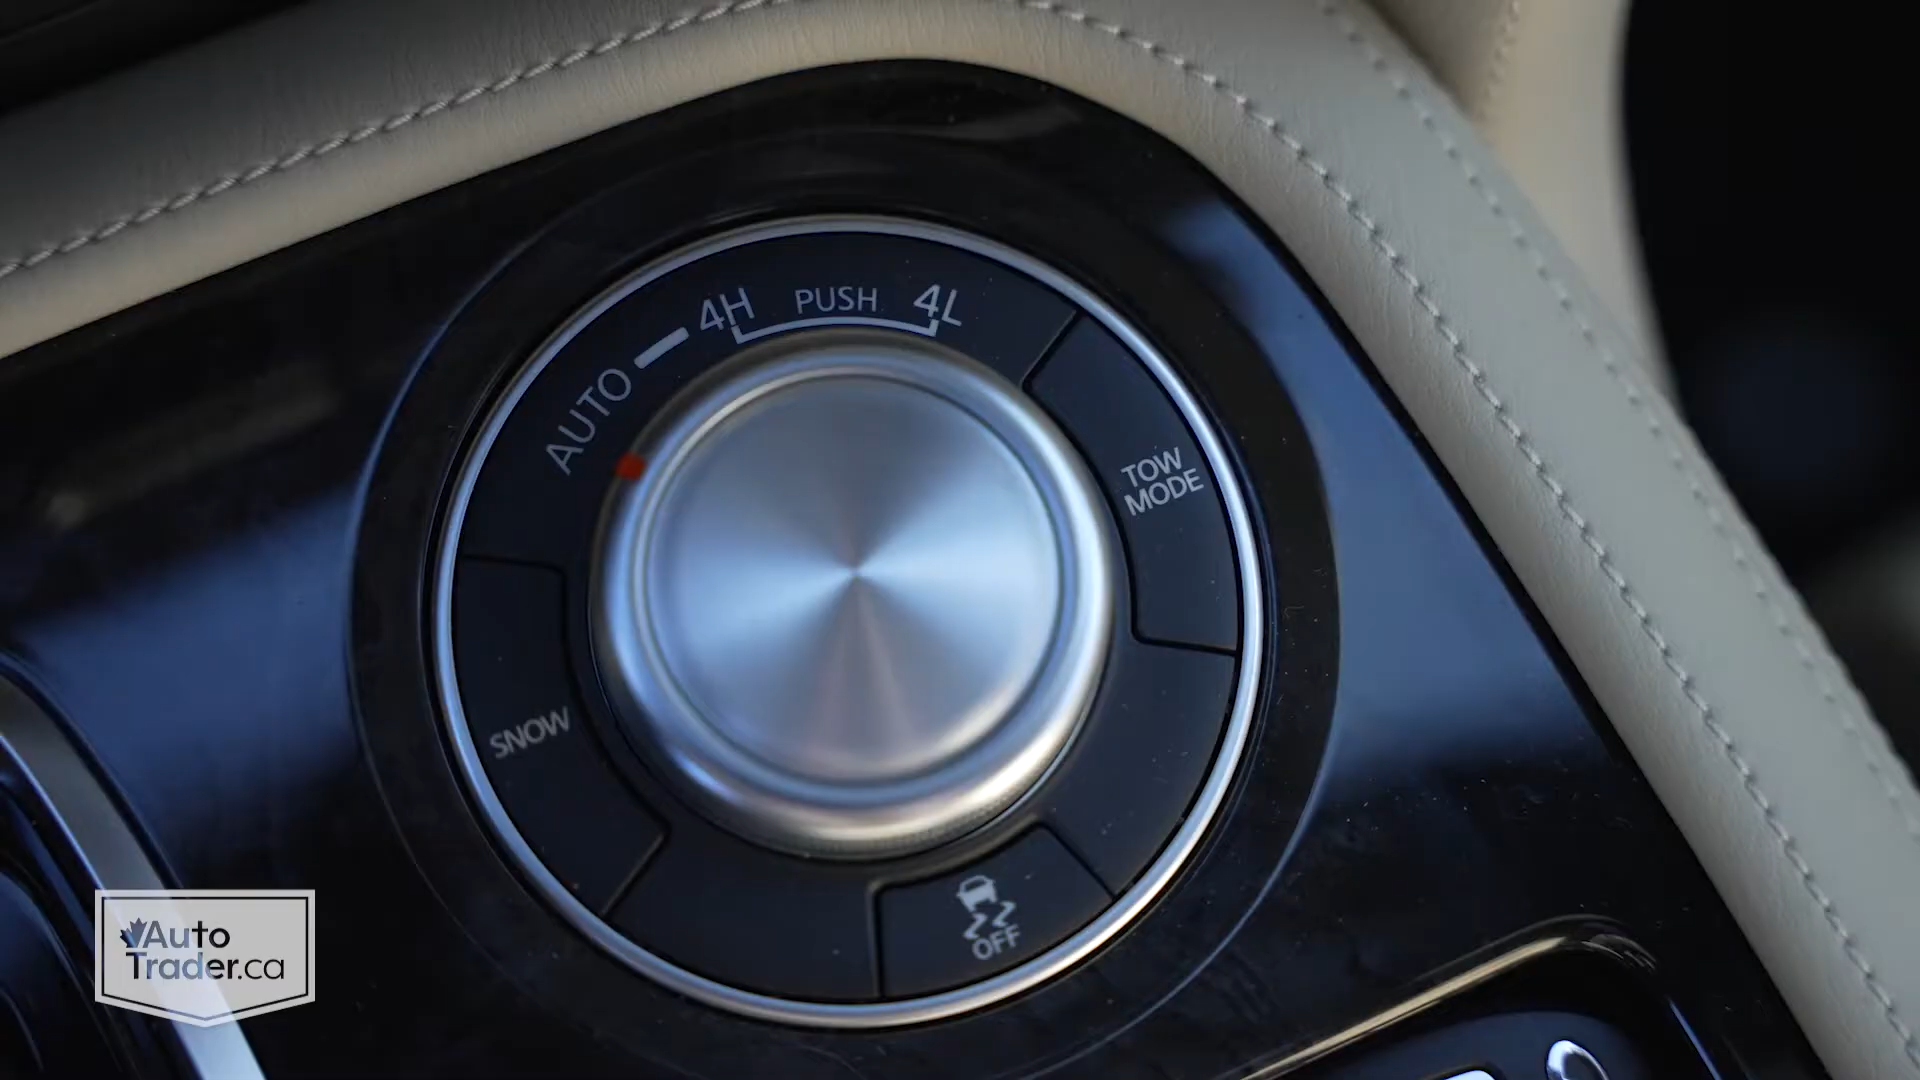 4H PUSH 4L
AUTO
TOW
MODE
SNOW
OFF
Auto
Trader.ca